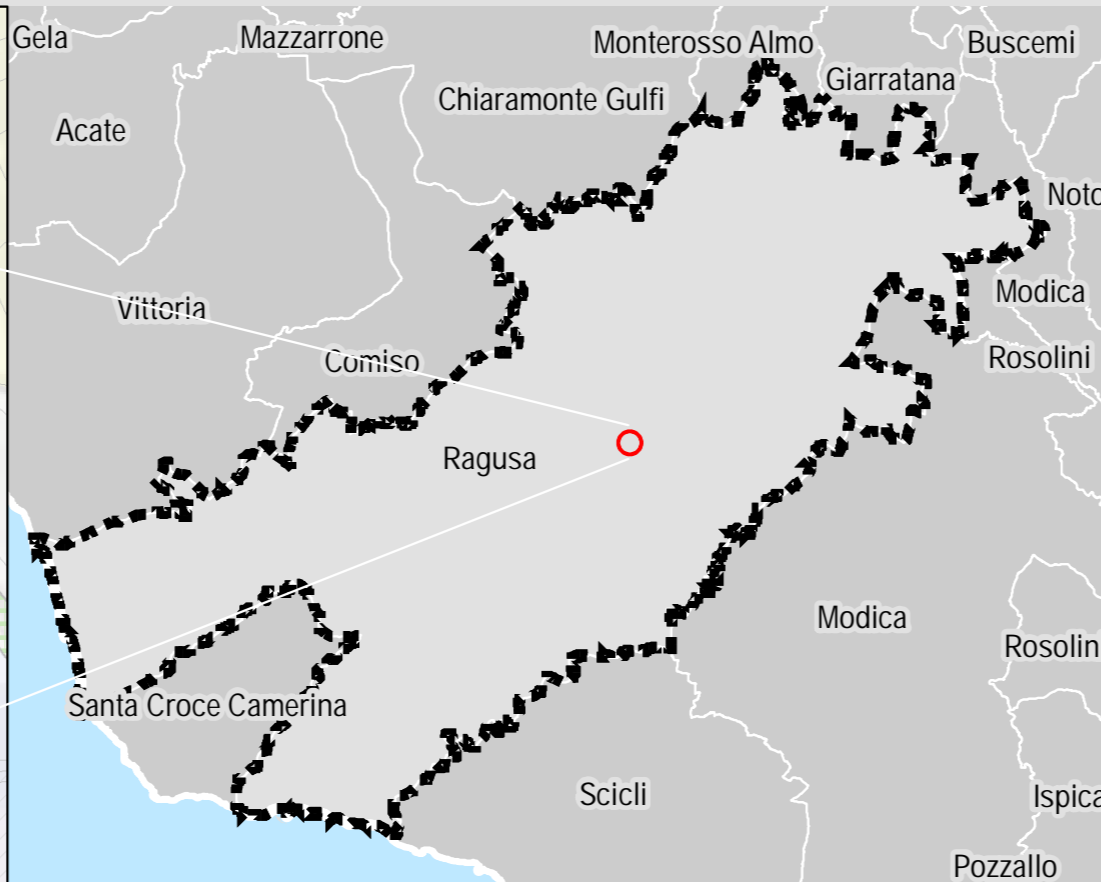 Gela
Mazzarrone
Monterosso Almo
Buscemi
Giarratana
Chiaramonte Gulfi
Acate
Noto
Modica
Vittoria
Rosolini
Comiso
Ragusa
Modica
Rosolin
Santa Croce Camerina
Scicli
Ispica
Pozzallo